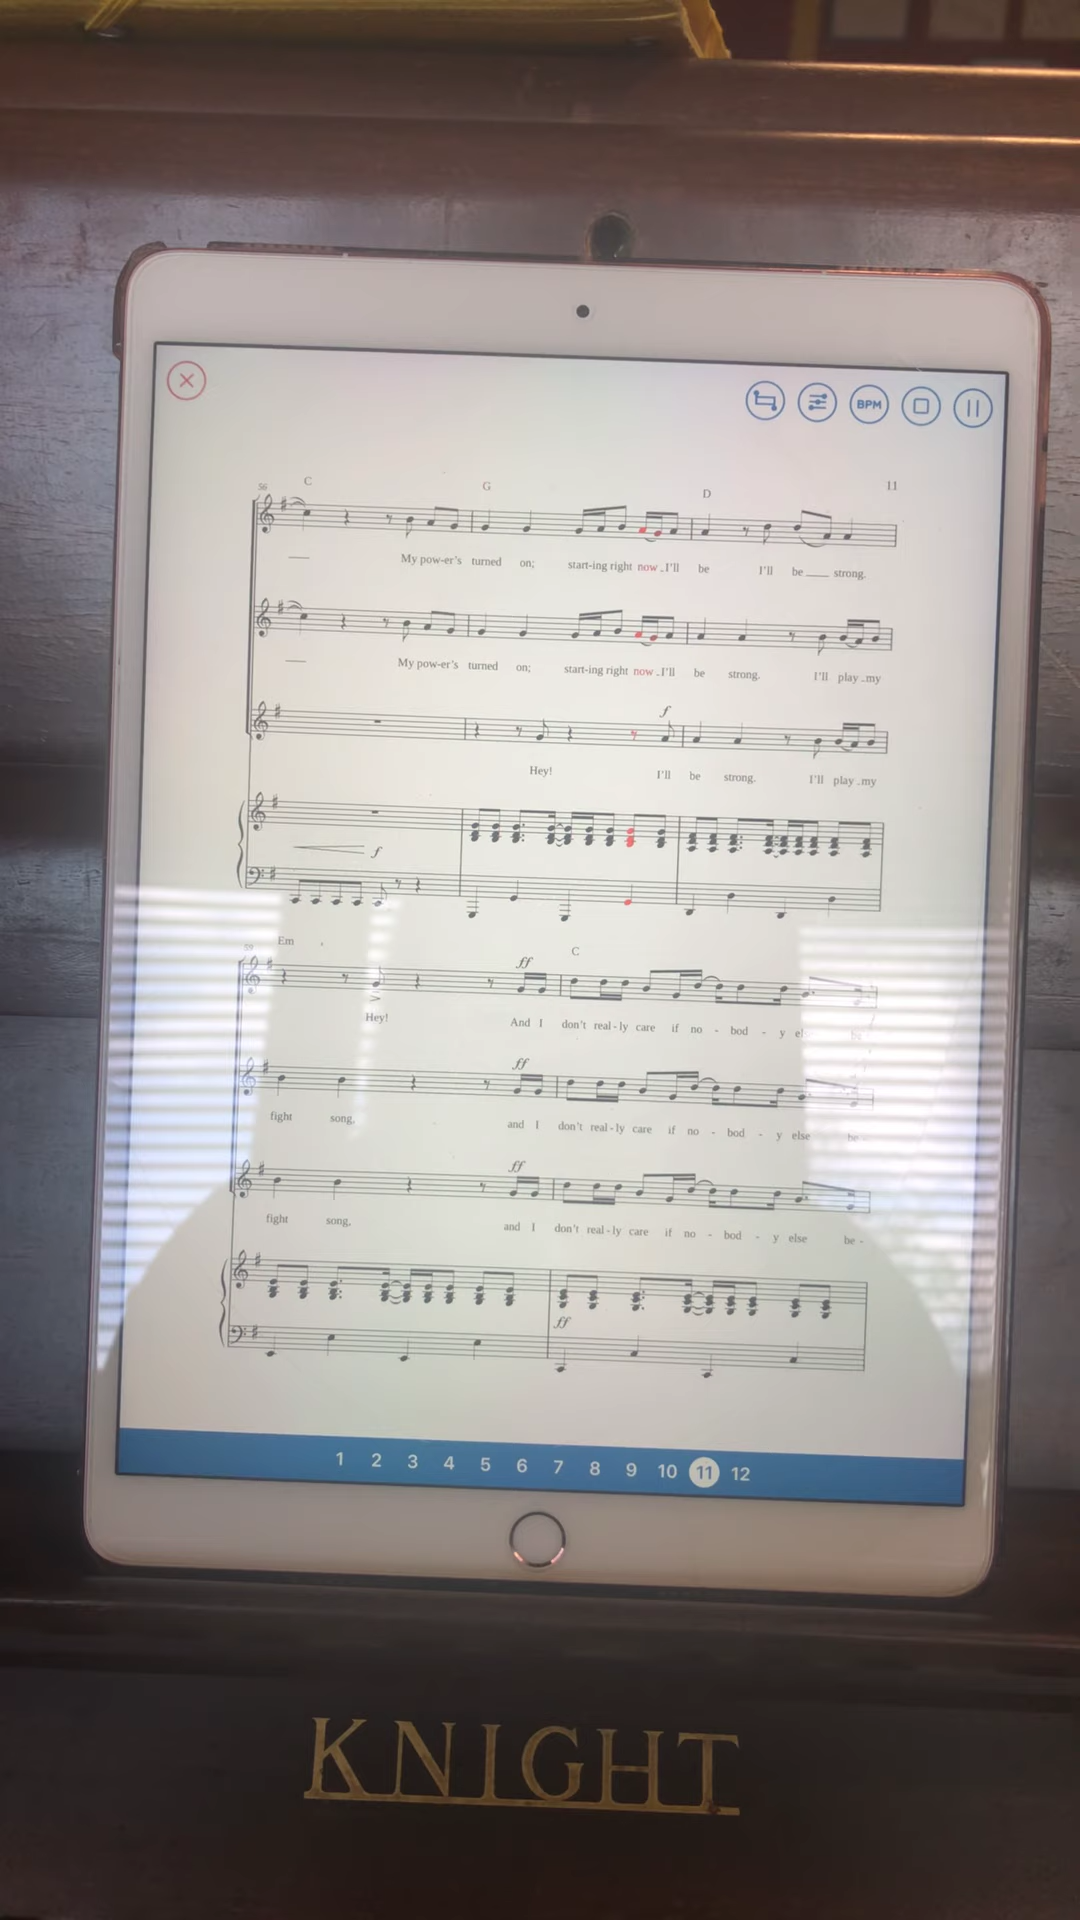 BPM
11
56 C G D
My pow-er's turned on; start-ing right now I'll be I'll be strong.
My pow-er's turned on; start-ing right now I'll be strong. I'll play my
f
Hey! I'll be strong. I'll play my
f
59 Em C
ff
Hey! And I don't real-ly care if no - bod - y
ff
fight song, and I don't real-ly care if no - bod - y else be -
ff
fight song, and I don't real-ly care if no - bod - y else be -
ff
1 2 3 4 5 6 7 8 9 10 11 12
KNIGHT